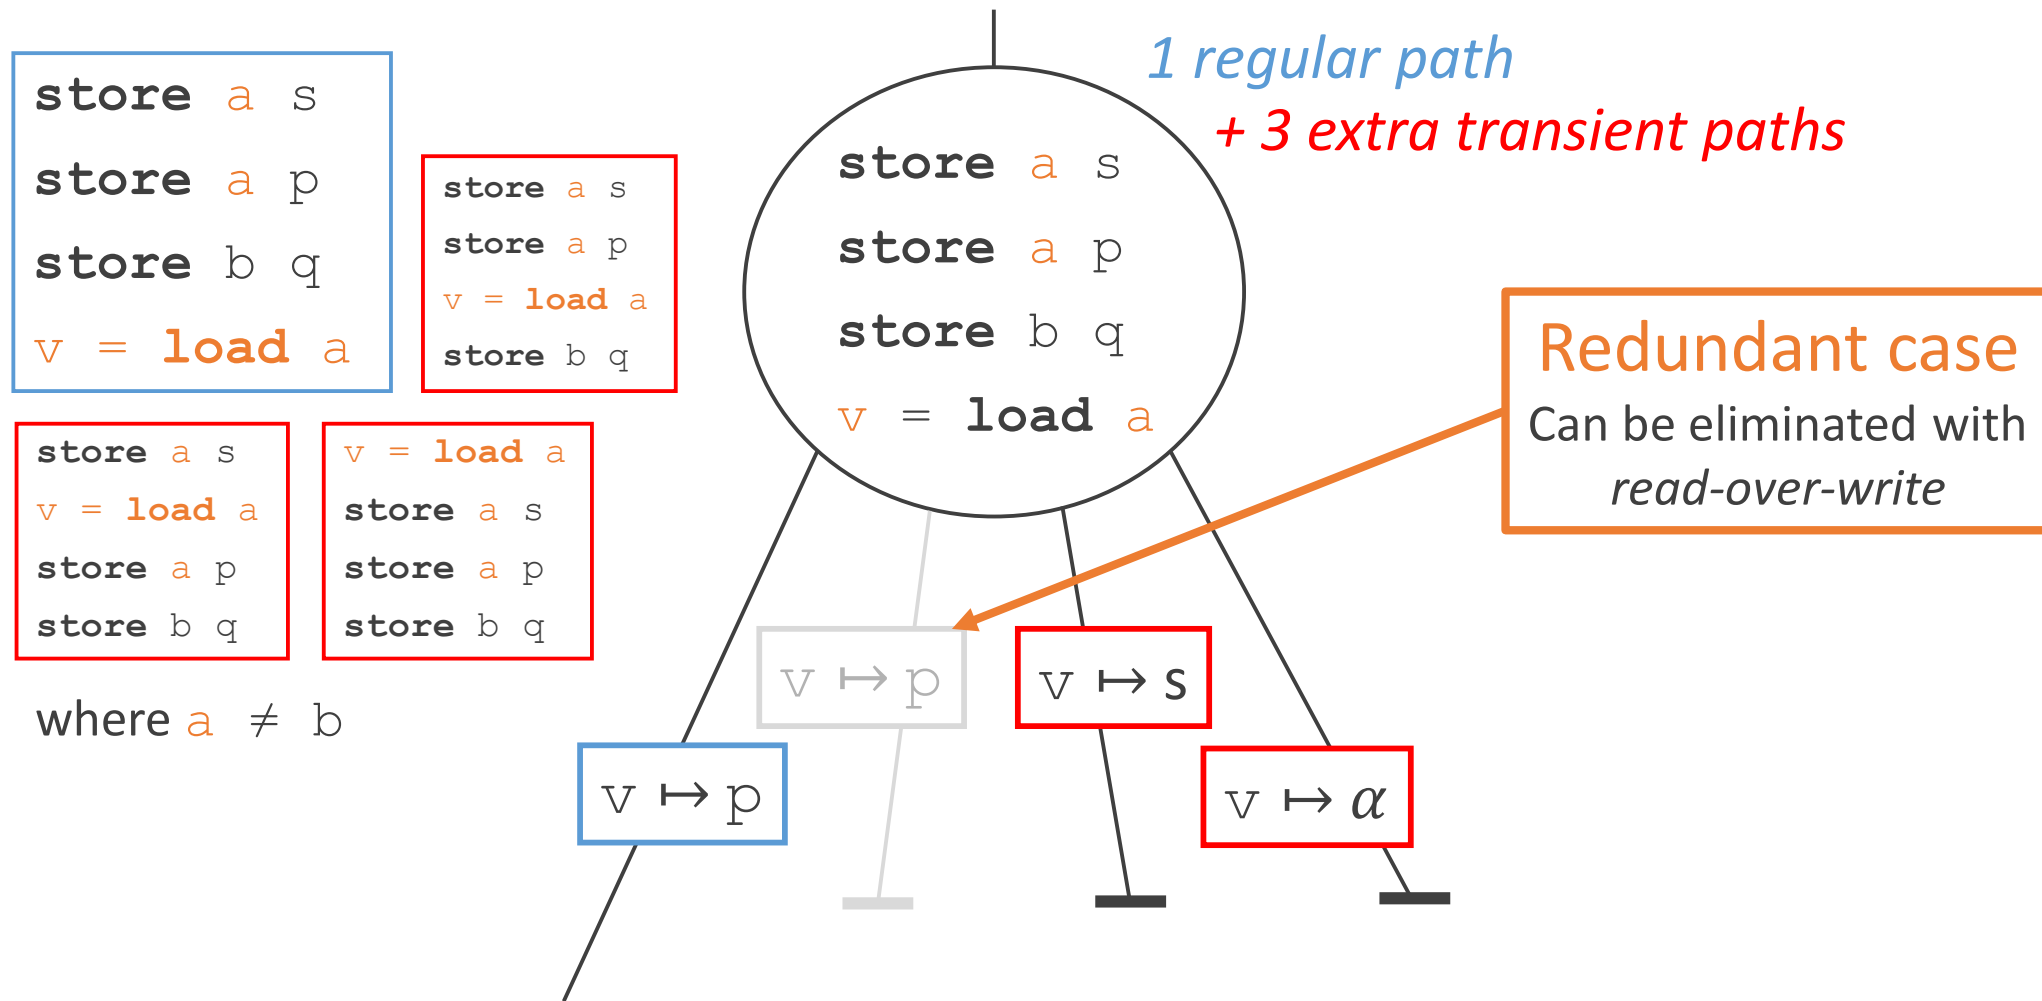 store a s
store a p
store b q
v = load a
store a s
store a p
v = load a
store b q
store a s
v = load a
store a p
store b q
v = load a
store a s
store a p
store b q
where a ≠ b
1 regular path
+ 3 extra transient paths
store a s
store a p
store b q
v = load a
Redundant case
Can be eliminated with
read-over-write
v ↦ p
v ↦ s
v ↦ p
v ↦ α